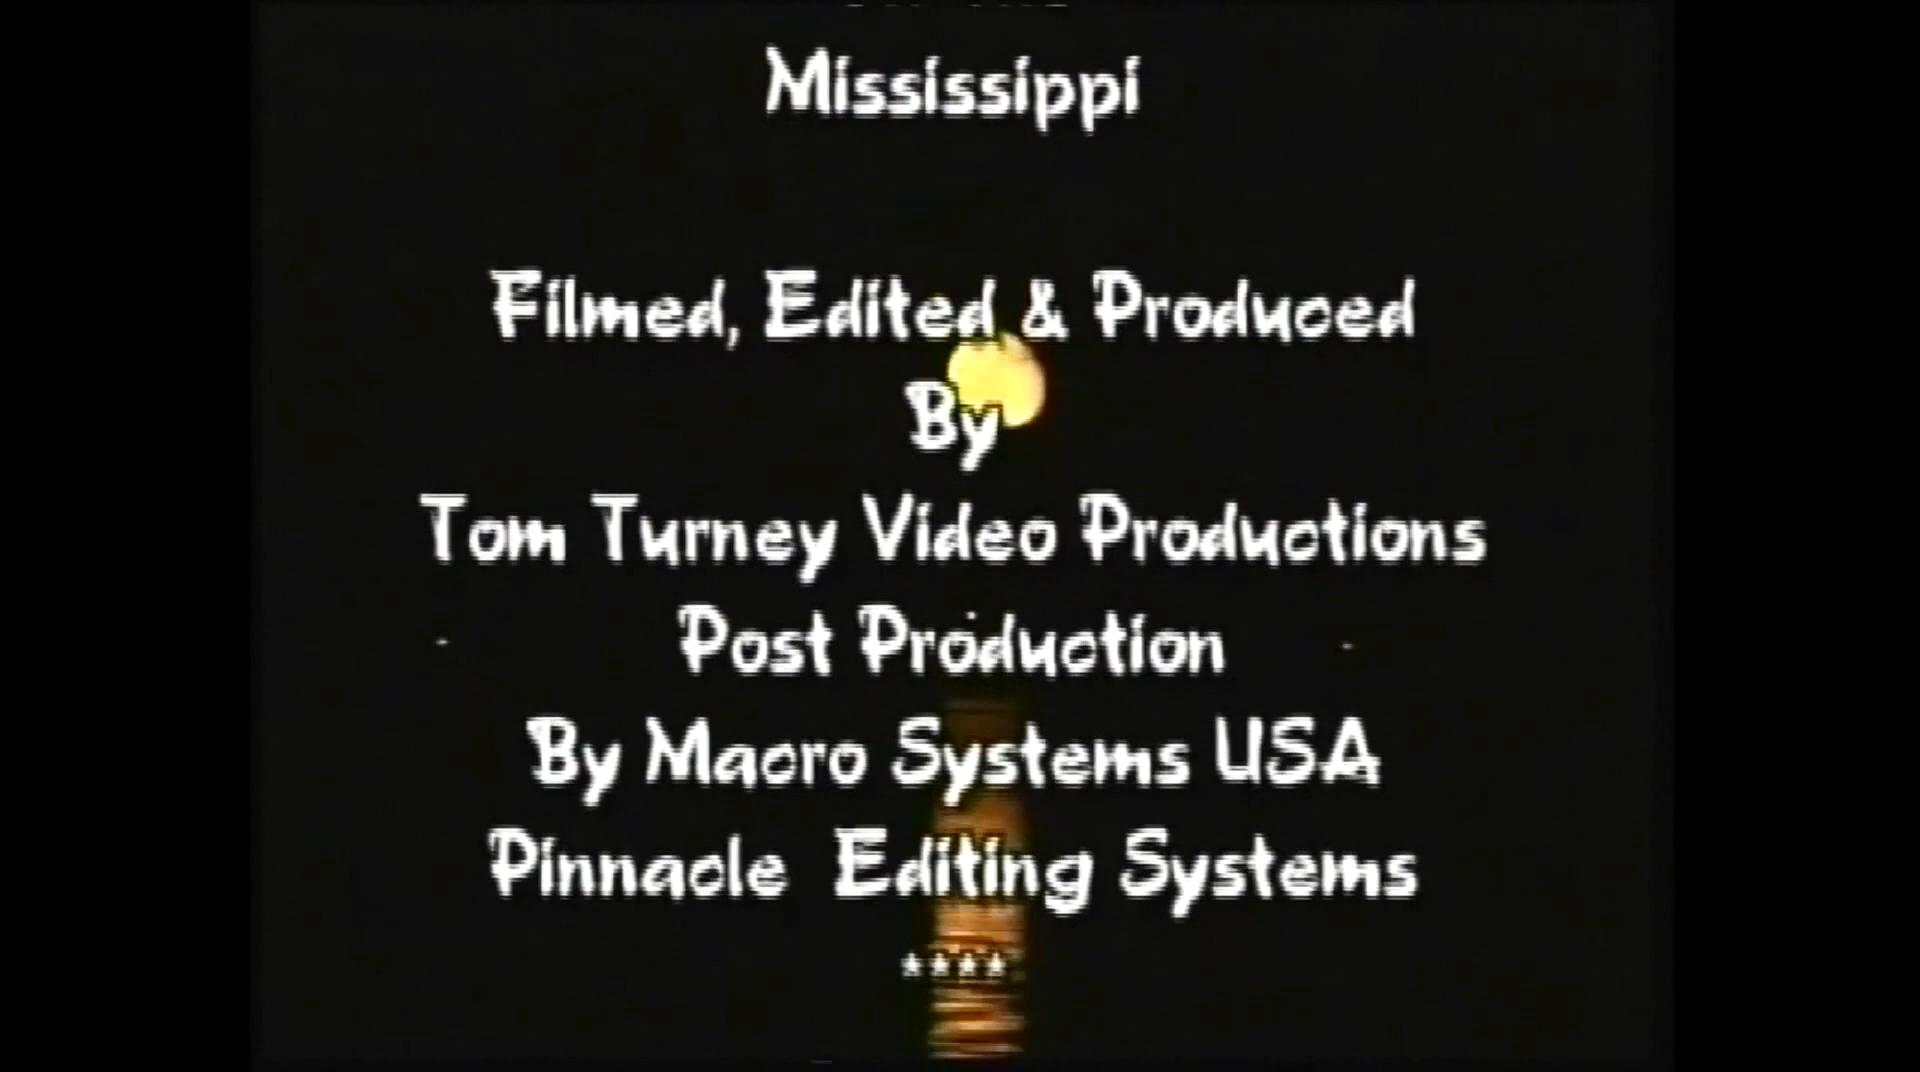 Mississippi
Filmed, Edited & Produced
By
Tom Turney Video Productions
Post Production
By Macro Systems USA
Pinnacle Editing Systems
****